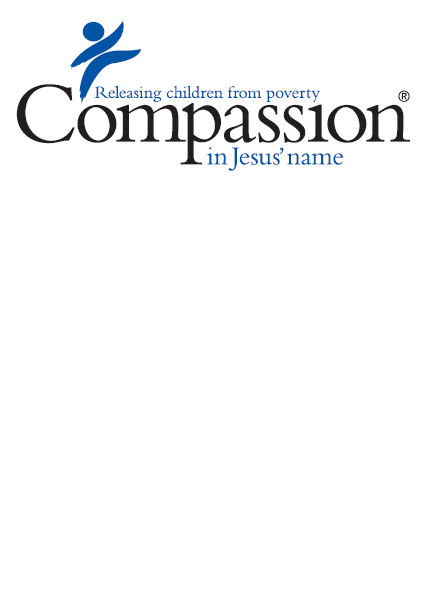 Releasing children from poverty
Compassion®
in Jesus' name